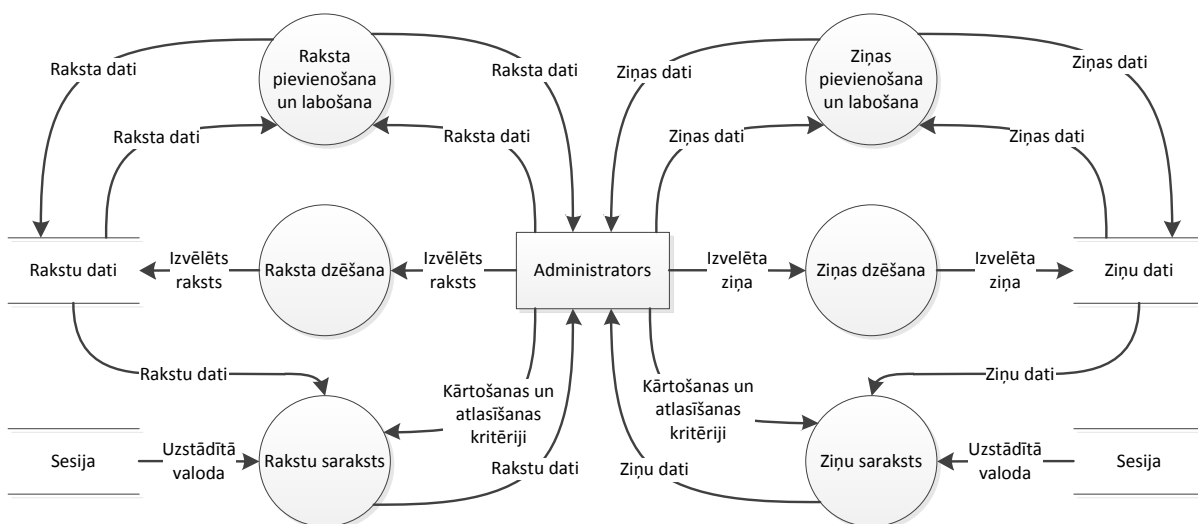 Raksta
pievienošana
un labošana
Ziņas
pievienošana
un labošana
Raksta dati
Raksta dati
Ziņas dati
Ziņas dati
Raksta dati
Raksta dati
Ziņas dati
Ziņas dati
Rakstu dati
Izvēlēts
raksts
Raksta dzēšana
Izvēlēts
raksts
Administrators
Izvelēta
ziņa
Ziņas dzēšana
Izvelēta
ziņa
Ziņu dati
Rakstu dati
Kārtošanas un
atlasīšanas
kritēriji
Kārtošanas un
atlasīšanas
kritēriji
Ziņu dati
Sesija
Uzstādītā
valoda
Rakstu saraksts
Rakstu dati
Ziņu dati
Ziņu saraksts
Uzstādītā
valoda
Sesija